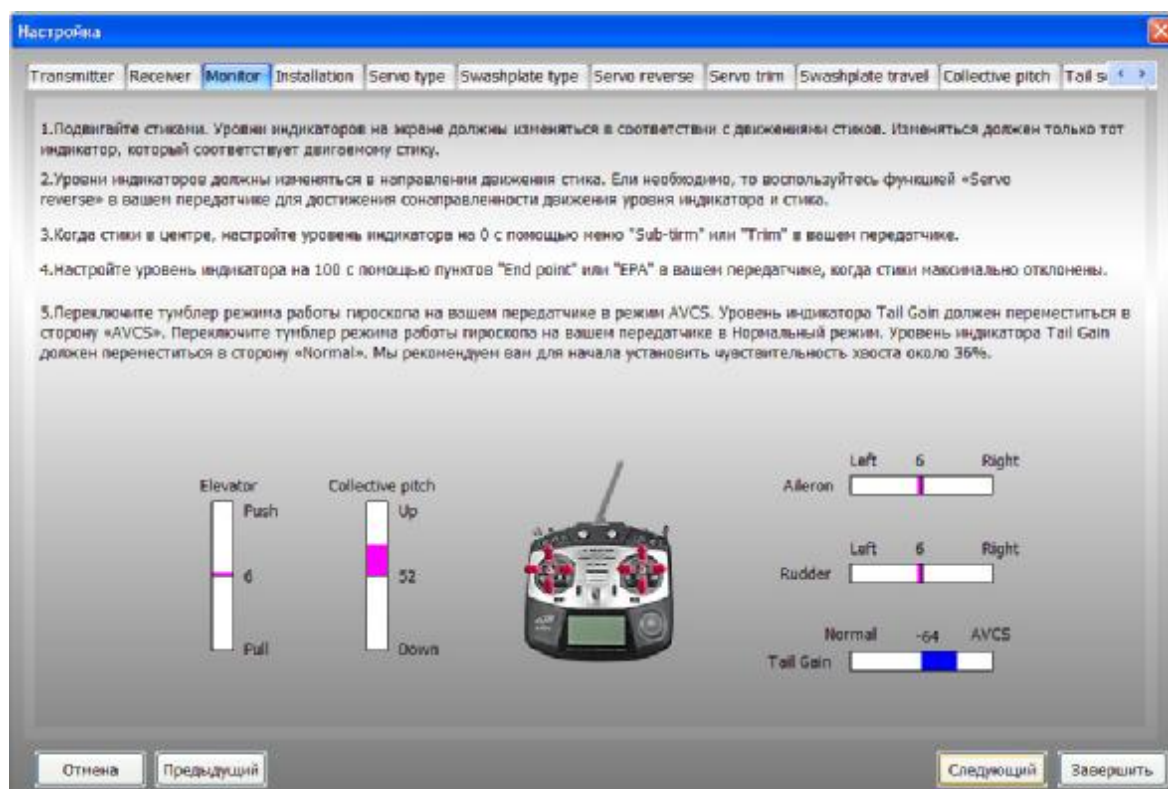 Настройка
Transmitter Receiver Monitor Installation Servo type Swashplate type Servo reverse Servo trim Swashplate travel Collective pitch Tail s
1.Подвигайте стиками. Уровни индикаторов на экране должны изменяться в соответствии с движениями стиков. Изменяться должен только тот
индикатор, который соответствует двигаемому стику.
2.Уровни индикаторов должны изменяться в направлении движения стика. Ели необходимо, то воспользуйтесь функцией «Servo
reverse» в вашем передатчике для достижения сонаправленности движения уровня индикатора и стика.
3.Когда стики в центре, настройте уровень индикатора на 0 с помощью меню "Sub-tirm" или "Trim" в вашем передатчике.
4.Настройте уровень индикатора на 100 с помощью пунктов "End point" или "EPA" в вашем передатчике, когда стики максимально отклонены.
5.Переключите тумблер режима работы гироскопа на вашем передатчике в режим AVCS. Уровень индикатора Tail Gain должен переместиться в
сторону «AVCS». Переключите тумблер режима работы гироскопа на вашем передатчике в Нормальный режим. Уровень индикатора Tail Gain
должен переместиться в сторону «Normal». Мы рекомендуем вам для начала установить чувствительность хвоста около 36%.
Elevator Collective pitch
Push Up
6 52
Pull Down
Left 6 Right
Aileron
Left 6 Right
Rudder
Normal -64 AVCS
Tail Gain
Отмена Предыдущий Следующий Завершить